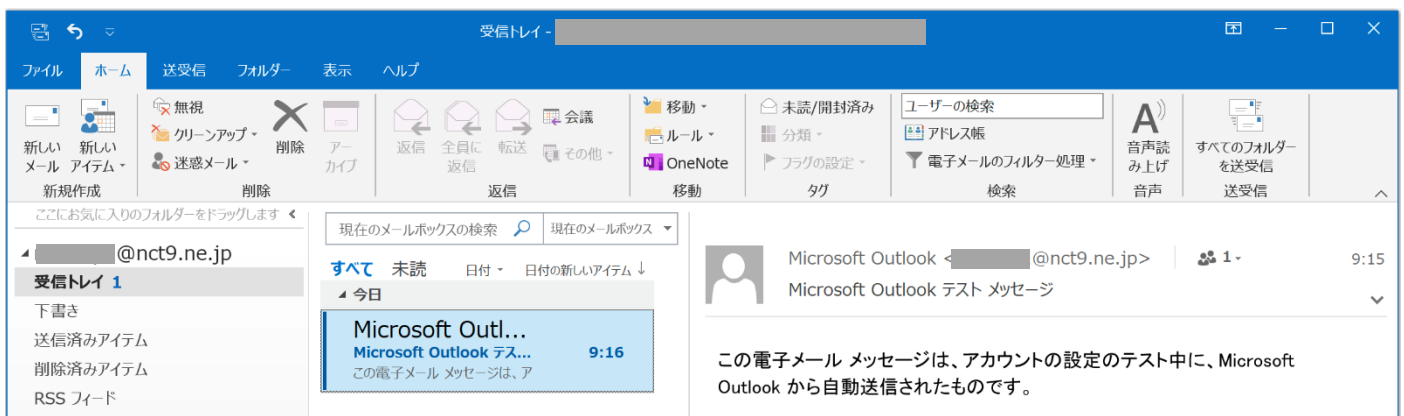 受信トレイ -
ファイル ホーム 送受信 フォルダー 表示 ヘルプ
新しい
メール
新しい
アイテム
新規作成
無視
クリーンアップ
迷惑メール
削除
アー
カイブ
削除
返信
全員に
返信
転送
会議
その他
返信
移動
ルール
OneNote
移動
未読/開封済み
分類
フラグの設定
タグ
ユーザーの検索
アドレス帳
電子メールのフィルター処理
検索
A
音声読
み上げ
音声
すべてのフォルダー
を送受信
送受信
ここにお気に入りのフォルダーをドラッグします
@nct9.ne.jp
受信トレイ 1
下書き
送信済みアイテム
削除済みアイテム
RSS フィード
現在のメールボックスの検索 現在のメールボックス
すべて 未読 日付 日付の新しいアイテム ↓
今日
Microsoft Outl...
Microsoft Outlook テス... 9:16
この電子メール メッセージは、ア
Microsoft Outlook < @nct9.ne.jp> 1 9:15
Microsoft Outlook テスト メッセージ
この電子メール メッセージは、アカウントの設定のテスト中に、Microsoft
Outlook から自動送信されたものです。